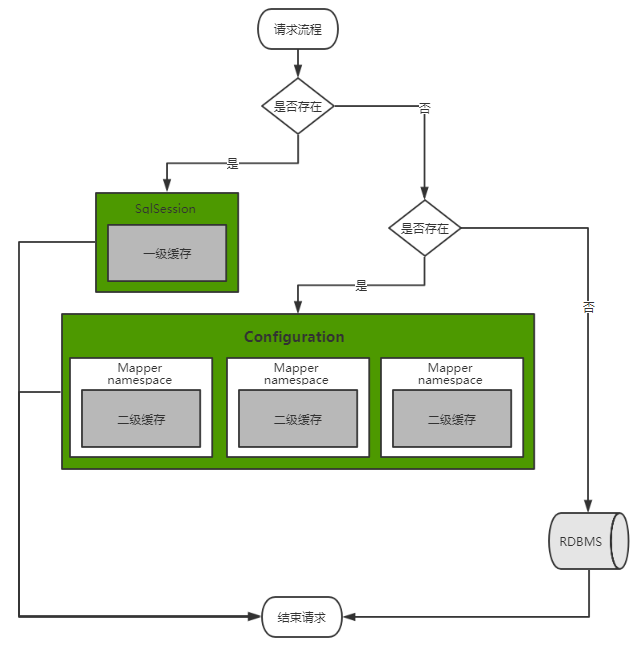 请求流程
是否存在
否
是
SqlSession
一级缓存
是否存在
是
否
Configuration
Mapper
namespace
二级缓存
Mapper
namespace
二级缓存
Mapper
namespace
二级缓存
RDBMS
结束请求